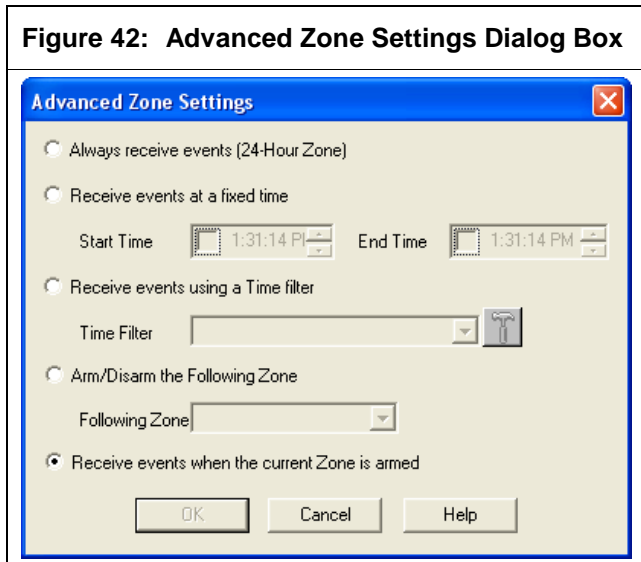 Figure 42: Advanced Zone Settings Dialog Box
Advanced Zone Settings
Always receive events (24-Hour Zone)
Receive events at a fixed time
Start Time 1:31:14 PM End Time 1:31:14 PM
Receive events using a Time filter
Time Filter
Arm/Disarm the Following Zone
Following Zone
Receive events when the current Zone is armed
OK Cancel Help